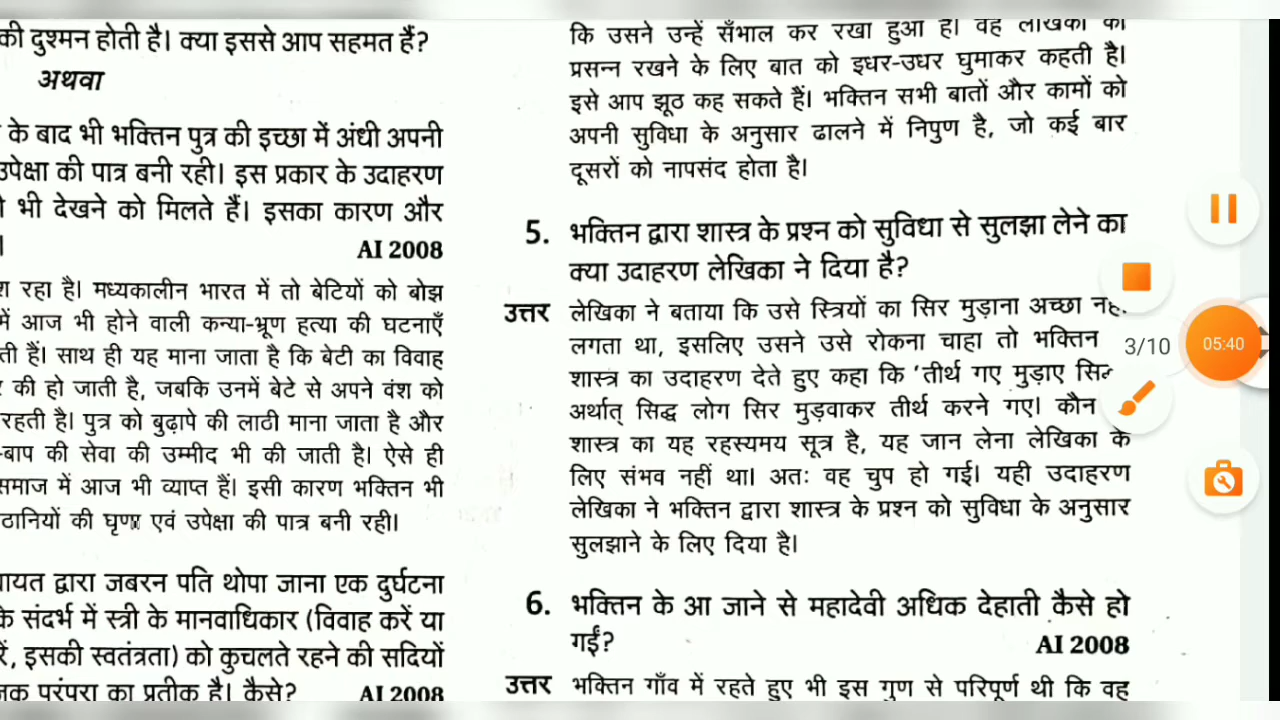 की दुश्मन होती है। क्या इससे आप सहमत हैं?
अथवा
के बाद भी भक्तिन पुत्र की इच्छा में अंधी अपनी
उपेक्षा की पात्र बनी रही। इस प्रकार के उदाहरण
भी देखने को मिलते हैं। इसका कारण और
AI 2008
रहा है। मध्यकालीन भारत में तो बेटियों को बोझ
में आज भी होने वाली कन्या-भ्रूण हत्या की घटनाएँ
ती हैं। साथ ही यह माना जाता है कि बेटी का विवाह
की हो जाती है, जबकि उनमें बेटे से अपने वंश को
रहती है। पुत्र को बुढ़ापे की लाठी माना जाता है और
-बाप की सेवा की उम्मीद भी की जाती है। ऐसे ही
समाज में आज भी व्याप्त हैं। इसी कारण भक्तिन भी
ठानियों की घृणा एवं उपेक्षा की पात्र बनी रही।
ायत द्वारा जबरन पति थोपा जाना एक दुर्घटना
के संदर्भ में स्त्री के मानवाधिकार (विवाह करें या
रें, इसकी स्वतंत्रता) को कुचलते रहने की सदियों
परंपरा का प्रतीक है। कैसे? AI 2008
कि उसने उन्हें सँभाल कर रखा हुआ है। वह लेखिका को
प्रसन्न रखने के लिए बात को इधर-उधर घुमाकर कहती है।
इसे आप झूठ कह सकते हैं। भक्तिन सभी बातों और कामों को
अपनी सुविधा के अनुसार ढालने में निपुण है, जो कई बार
दूसरों को नापसंद होता है।
5. भक्तिन द्वारा शास्त्र के प्रश्न को सुविधा से सुलझा लेने का
क्या उदाहरण लेखिका ने दिया है?
उत्तर लेखिका ने बताया कि उसे स्त्रियों का सिर मुड़ाना अच्छा
लगता था, इसलिए उसने उसे रोकना चाहा तो भक्तिन
शास्त्र का उदाहरण देते हुए कहा कि 'तीर्थ गए मुड़ाए
अर्थात् सिद्ध लोग सिर मुड़वाकर तीर्थ करने गए। कौन
शास्त्र का यह रहस्यमय सूत्र है, यह जान लेना लेखिका के
लिए संभव नहीं था। अतः वह चुप हो गई। यही उदाहरण
लेखिका ने भक्तिन द्वारा शास्त्र के प्रश्न को सुविधा के अनुसार
सुलझाने के लिए दिया है।
6. भक्तिन के आ जाने से महादेवी अधिक देहाती कैसे हो
गईं? AI 2008
उत्तर भक्तिन गाँव में रहते हुए भी इस गुण से परिपूर्ण थी कि वह
3/10
05:40